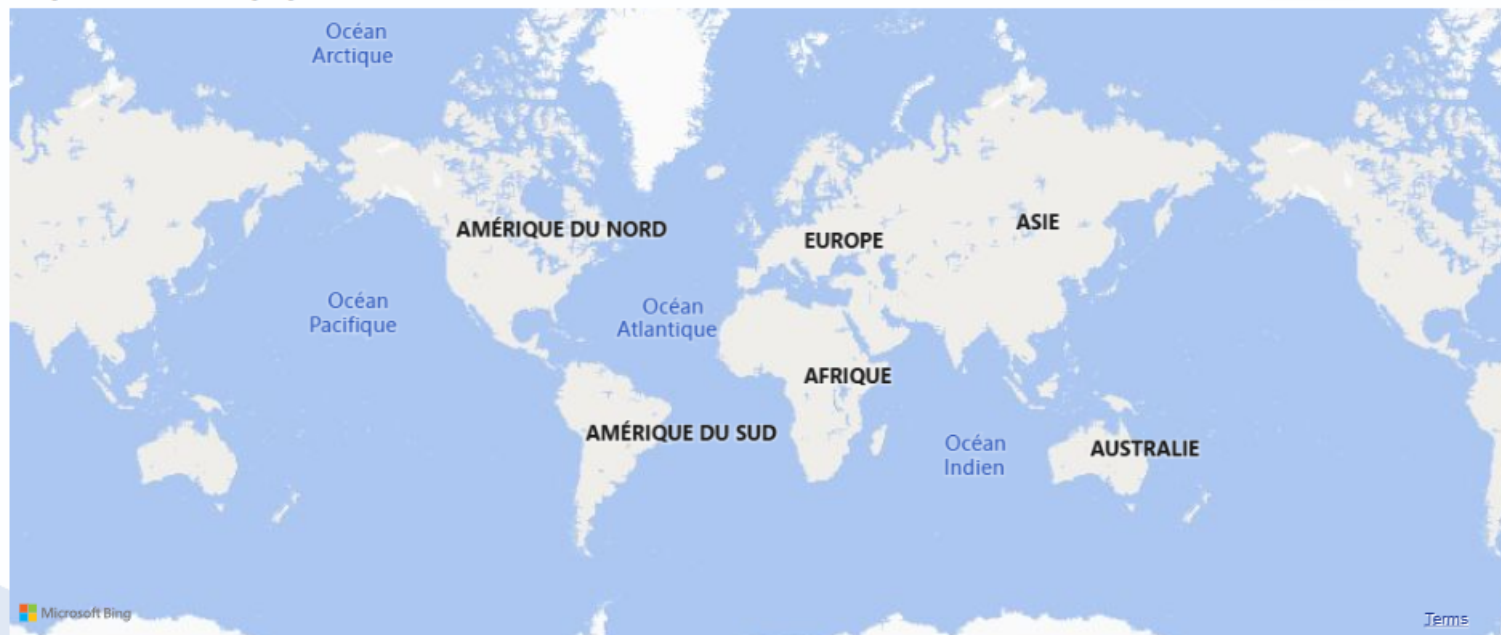 Océan
Arctique
AMÉRIQUE DU NORD
ASIE
EUROPE
Océan
Pacifique
Océan
Atlantique
AFRIQUE
AMÉRIQUE DU SUD
Océan
Indien
AUSTRALIE
Microsoft Bing
Terms